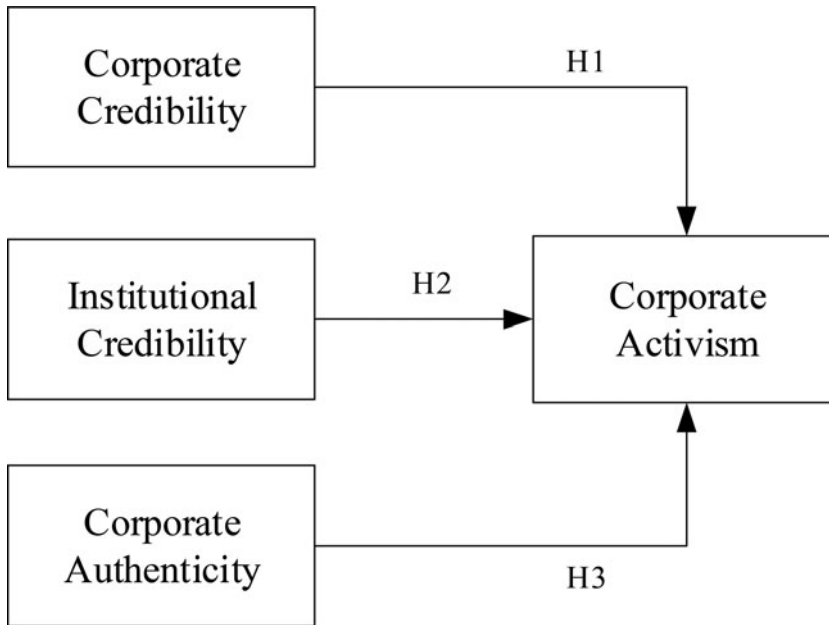 Corporate
Credibility
H1
Institutional
Credibility
H2
Corporate
Activism
Corporate
Authenticity
H3